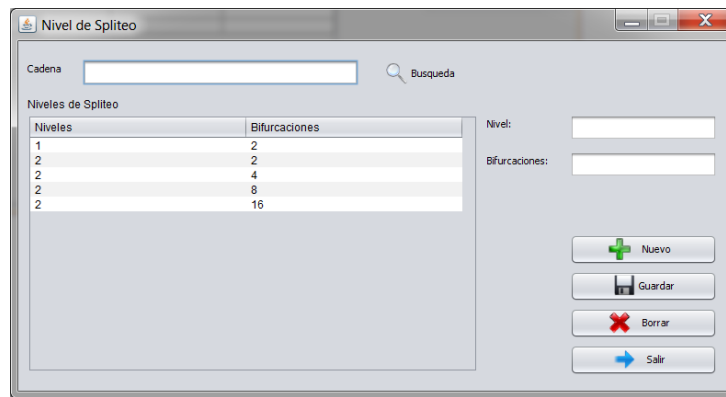 Nivel de Spliteo
Cadena Busqueda
Niveles de Spliteo
Niveles Bifurcaciones
1 2
2 2
2 4
2 8
2 16
Nivel:
Bifurcaciones:
Nuevo
Guardar
Borrar
Salir